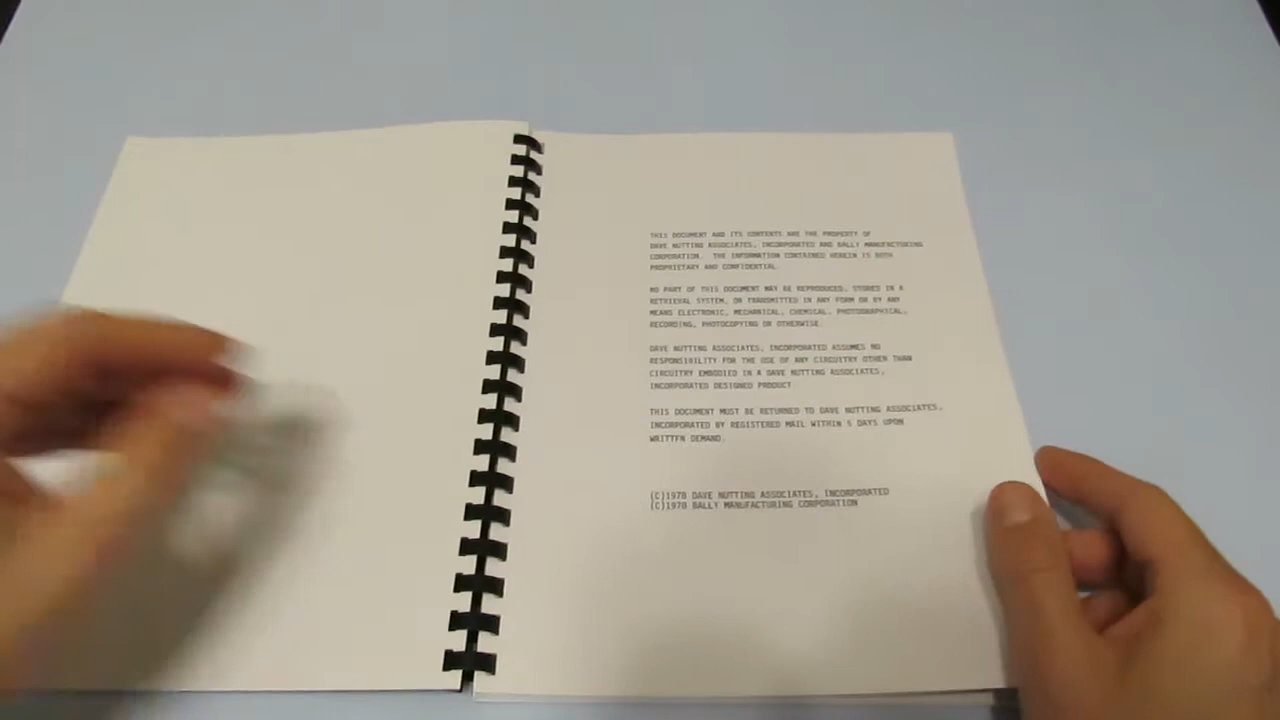 THIS DOCUMENT AND ITS CONTENTS ARE THE PROPERTY OF
DAVE NUTTING ASSOCIATES, INCORPORATED AND BALLY MANUFACTURING
CORPORATION. THE INFORMATION CONTAINED HEREIN IS BOTH
PROPRIETARY AND CONFIDENTIAL.
NO PART OF THIS DOCUMENT MAY BE REPRODUCED, STORED IN A
RETRIEVAL SYSTEM, OR TRANSMITTED IN ANY FORM OR BY ANY
MEANS ELECTRONIC, MECHANICAL, CHEMICAL, PHOTOGRAPHICAL,
RECORDING, PHOTOCOPYING OR OTHERWISE.
DAVE NUTTING ASSOCIATES, INCORPORATED ASSUMES NO
RESPONSIBILITY FOR THE USE OF ANY CIRCUITRY OTHER THAN
CIRCUITRY EMBODIED IN A DAVE NUTTING ASSOCIATES,
INCORPORATED DESIGNED PRODUCT
THIS DOCUMENT MUST BE RETURNED TO DAVE NUTTING ASSOCIATES,
INCORPORATED BY REGISTERED MAIL WITHIN 5 DAYS UPON
WRITTEN DEMAND.
(C)1978 DAVE NUTTING ASSOCIATES, INCORPORATED
(C)1978 BALLY MANUFACTURING CORPORATION